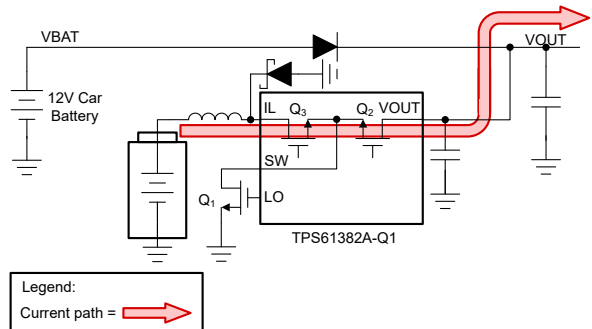 VBAT
VOUT
12V Car
Battery
IL
Q3
Q2
VOUT
SW
Q1
LO
TPS61382A-Q1
Legend:
Current path =